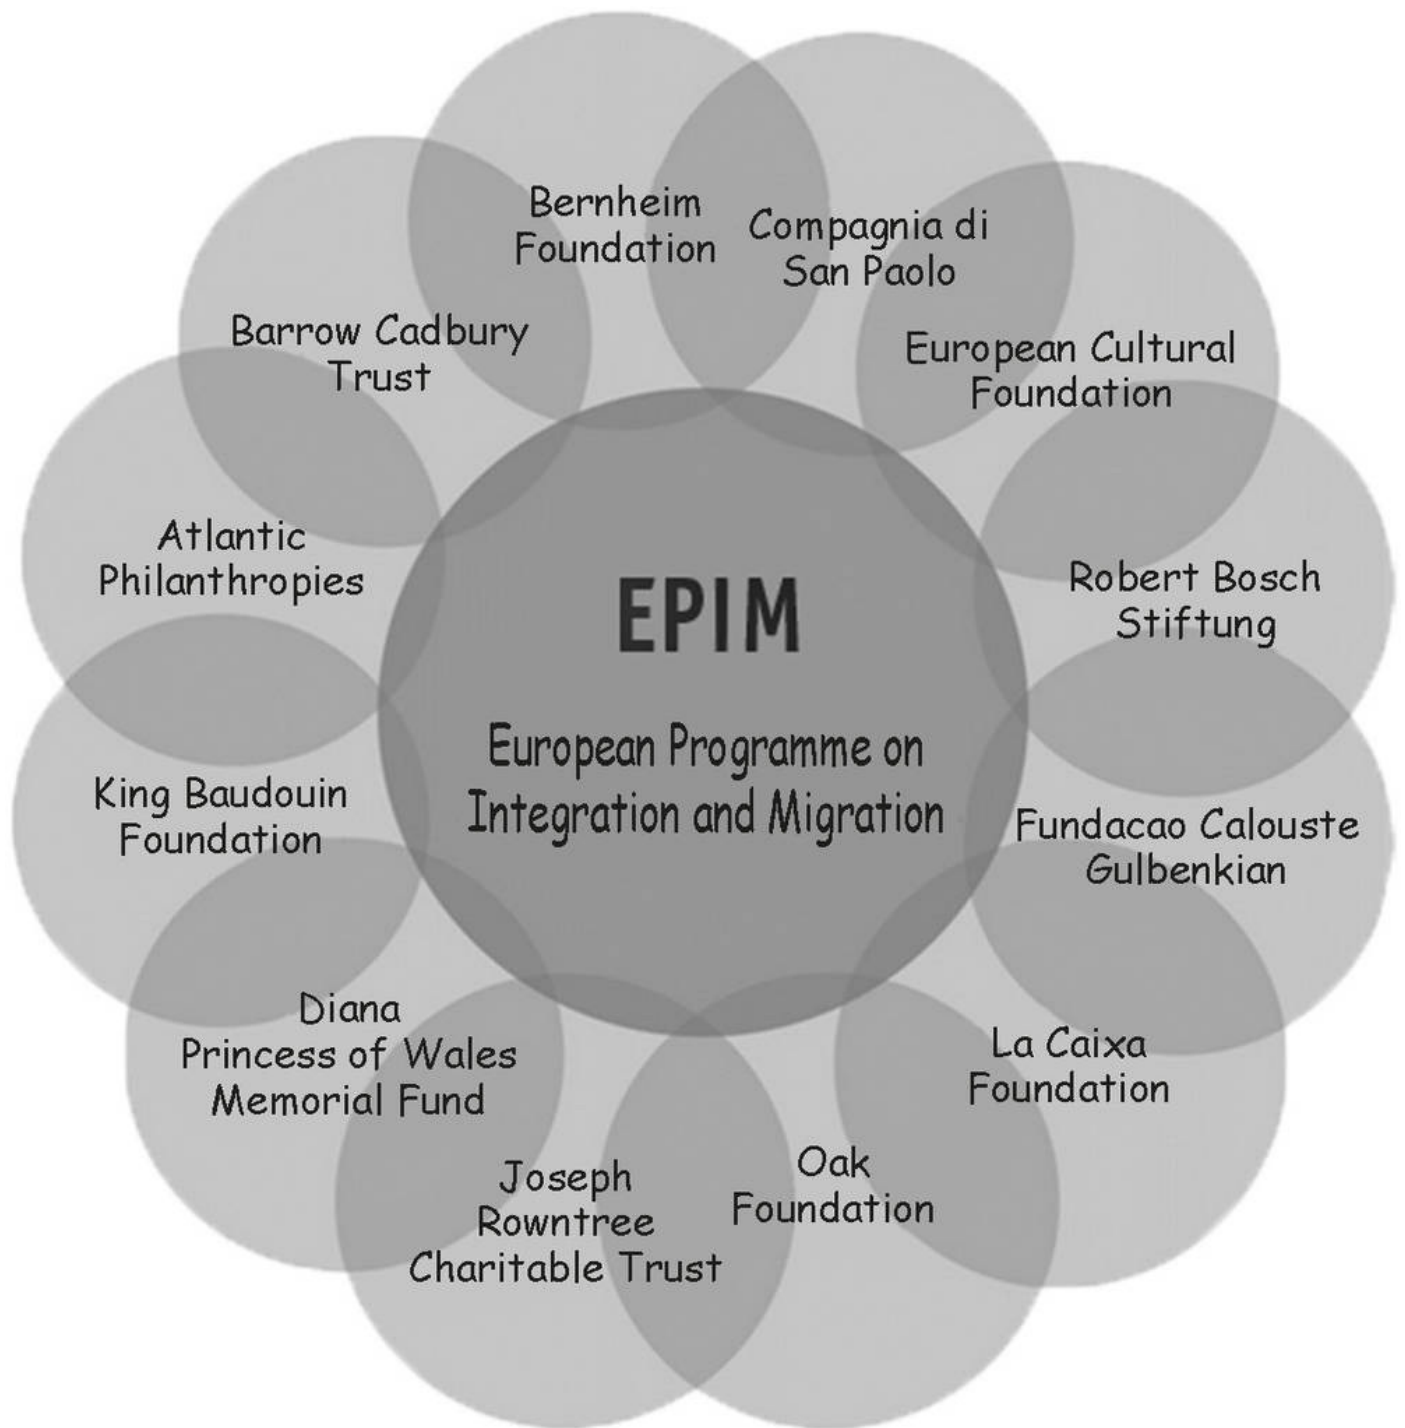 Bernheim
Foundation
Compagnia di
San Paolo
European Cultural
Foundation
Robert Bosch
Stiftung
Fundacao Calouste
Gulbenkian
La Caixa
Foundation
Oak
Foundation
Joseph
Rowntree
Charitable Trust
Diana
Princess of Wales
Memorial Fund
King Baudouin
Foundation
Atlantic
Philanthropies
Barrow Cadbury
Trust
EPIM
European Programme on
Integration and Migration